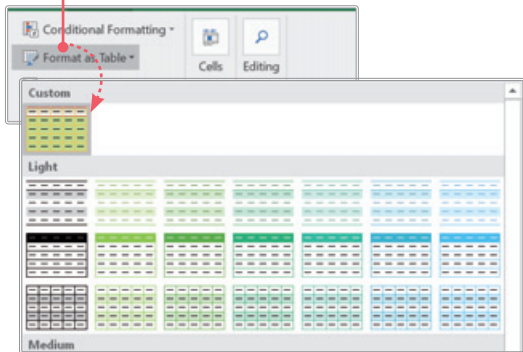 Conditional Formatting
Format as Table
Cells
Editing
Custom
Light
Medium